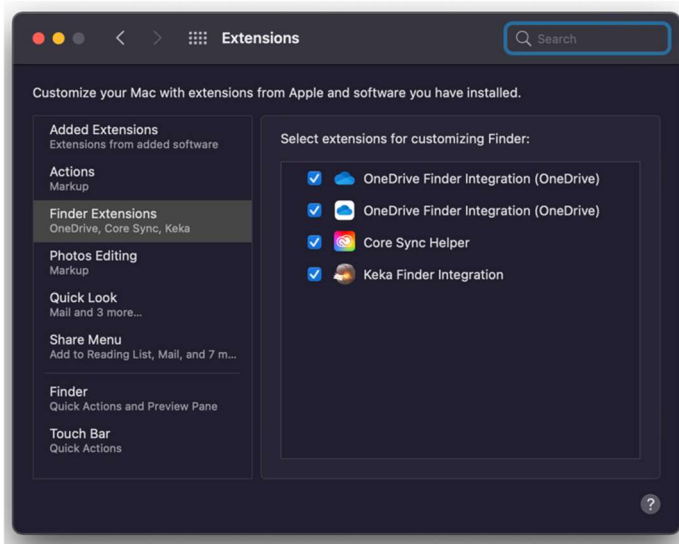 Extensions
Search
Customize your Mac with extensions from Apple and software you have installed.
Added Extensions
Extensions from added software
Actions
Markup
Finder Extensions
OneDrive, Core Sync, Keka
Photos Editing
Markup
Quick Look
Mail and 3 more...
Share Menu
Add to Reading List, Mail, and 7 m...
Finder
Quick Actions and Preview Pane
Touch Bar
Quick Actions
Select extensions for customizing Finder:
OneDrive Finder Integration (OneDrive)
OneDrive Finder Integration (OneDrive)
Core Sync Helper
Keka Finder Integration
?